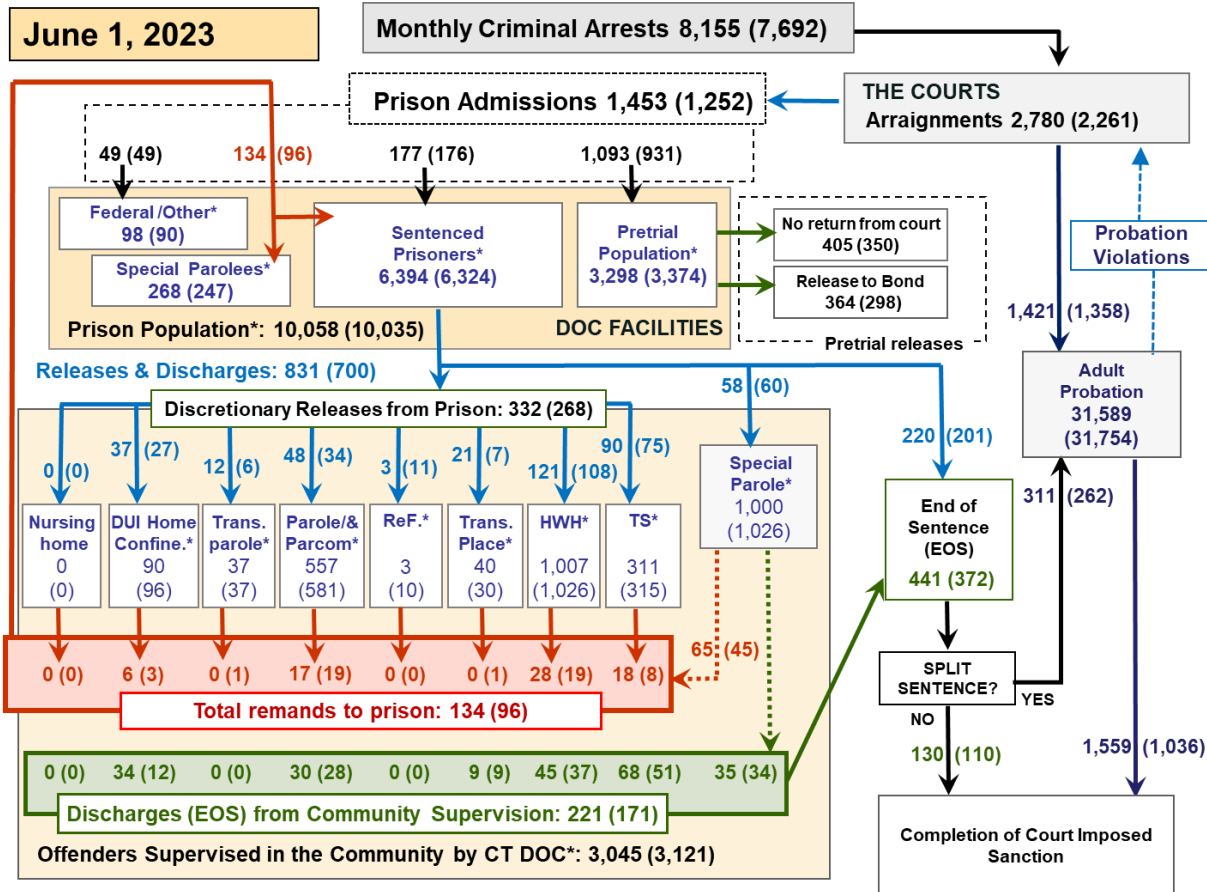 June 1, 2023
Monthly Criminal Arrests 8,155 (7,692)
Prison Admissions 1,453 (1,252)
THE COURTS
Arraignments 2,780 (2,261)
49 (49)
134 (96)
177 (176)
1,093 (931)
Federal /Other*
98 (90)
Special Parolees*
268 (247)
Sentenced
Prisoners*
6,394 (6,324)
Pretrial
Population*
3,298 (3,374)
No return from court
405 (350)
Release to Bond
364 (298)
Pretrial releases
Prison Population*: 10,058 (10,035)
DOC FACILITIES
Probation
Violations
1,421 (1,358)
Adult
Probation
31,589
(31,754)
Releases & Discharges: 831 (700)
58 (60)
Discretionary Releases from Prison: 332 (268)
220 (201)
0 (0)
37 (27)
12 (6)
48 (34)
3 (11)
21 (7)
121 (108)
90 (75)
Nursing
home
0
(0)
DUI Home
Confine.*
90
(96)
Trans.
parole*
37
(37)
Parole/&
Parcom*
557
(581)
ReF.*
3
(10)
Trans.
Place*
40
(30)
HWH*
1,007
(1,026)
TS*
311
(315)
Special
Parole*
1,000
(1,026)
End of
Sentence
(EOS)
441 (372)
311 (262)
65 (45)
0 (0)
6 (3)
0 (1)
17 (19)
0 (0)
0 (1)
28 (19)
18 (8)
Total remands to prison: 134 (96)
SPLIT
SENTENCE?
YES
NO
130 (110)
1,559 (1,036)
0 (0)
34 (12)
0 (0)
30 (28)
0 (0)
9 (9)
45 (37)
68 (51)
35 (34)
Discharges (EOS) from Community Supervision: 221 (171)
Offenders Supervised in the Community by CT DOC*: 3,045 (3,121)
Completion of Court Imposed
Sanction